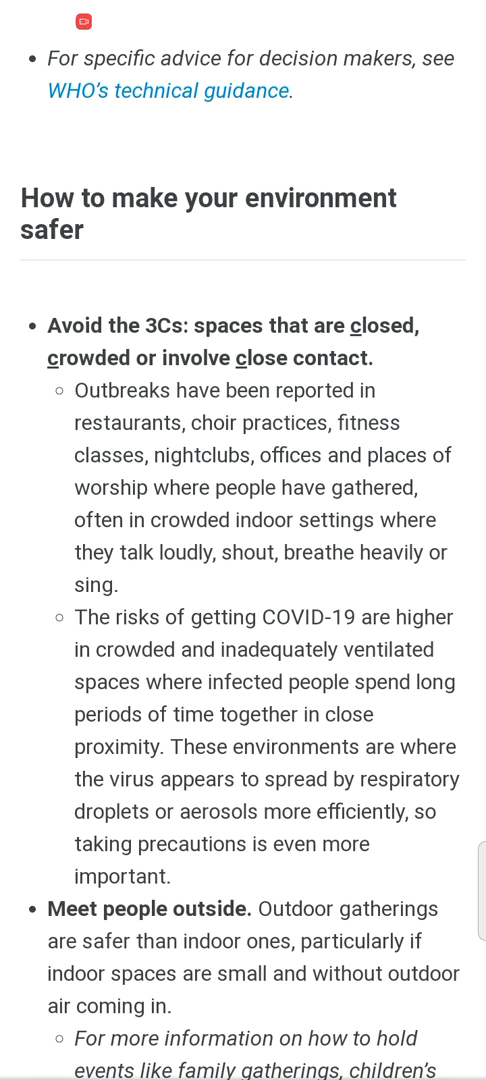 • For specific advice for decision makers, see
WHO’s technical guidance.
How to make your environment
safer
• Avoid the 3Cs: spaces that are closed,
crowded or involve close contact.
○ Outbreaks have been reported in
restaurants, choir practices, fitness
classes, nightclubs, offices and places of
worship where people have gathered,
often in crowded indoor settings where
they talk loudly, shout, breathe heavily or
sing.
○ The risks of getting COVID-19 are higher
in crowded and inadequately ventilated
spaces where infected people spend long
periods of time together in close
proximity. These environments are where
the virus appears to spread by respiratory
droplets or aerosols more efficiently, so
taking precautions is even more
important.
• Meet people outside. Outdoor gatherings
are safer than indoor ones, particularly if
indoor spaces are small and without outdoor
air coming in.
○ For more information on how to hold
events like family gatherings, children’s